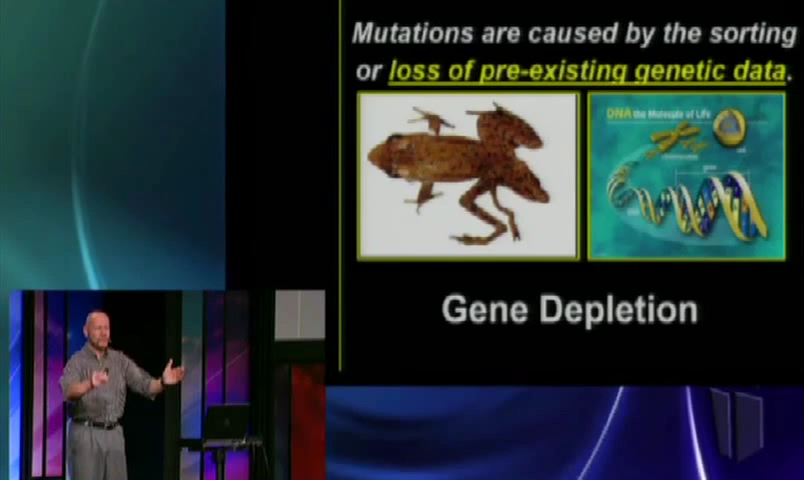 Mutations are caused by the sorting
or loss of pre-existing genetic data.
DNA the Molecule of Life
Gene Depletion